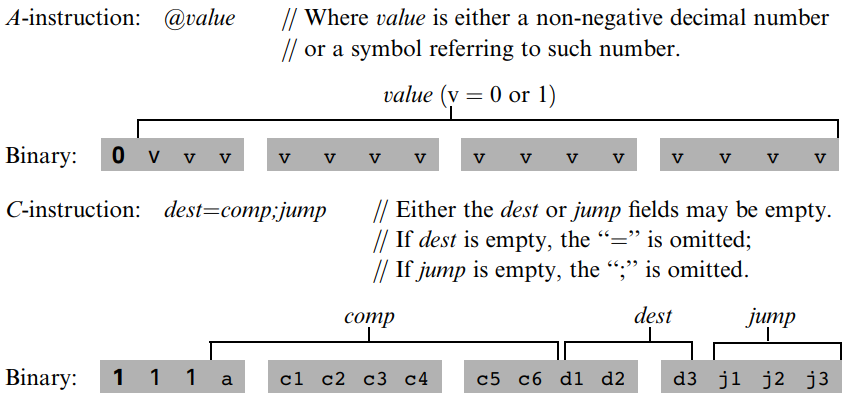 A-instruction: @value // Where value is either a non-negative decimal number
// or a symbol referring to such number.
value (v = 0 or 1)
Binary: 0 v v v v v v v v v v v v v v v
C-instruction: dest=comp;jump // Either the dest or jump fields may be empty.
// If dest is empty, the “=” is omitted;
// If jump is empty, the “;” is omitted.
comp dest jump
Binary: 1 1 1 a c1 c2 c3 c4 c5 c6 d1 d2 d3 j1 j2 j3